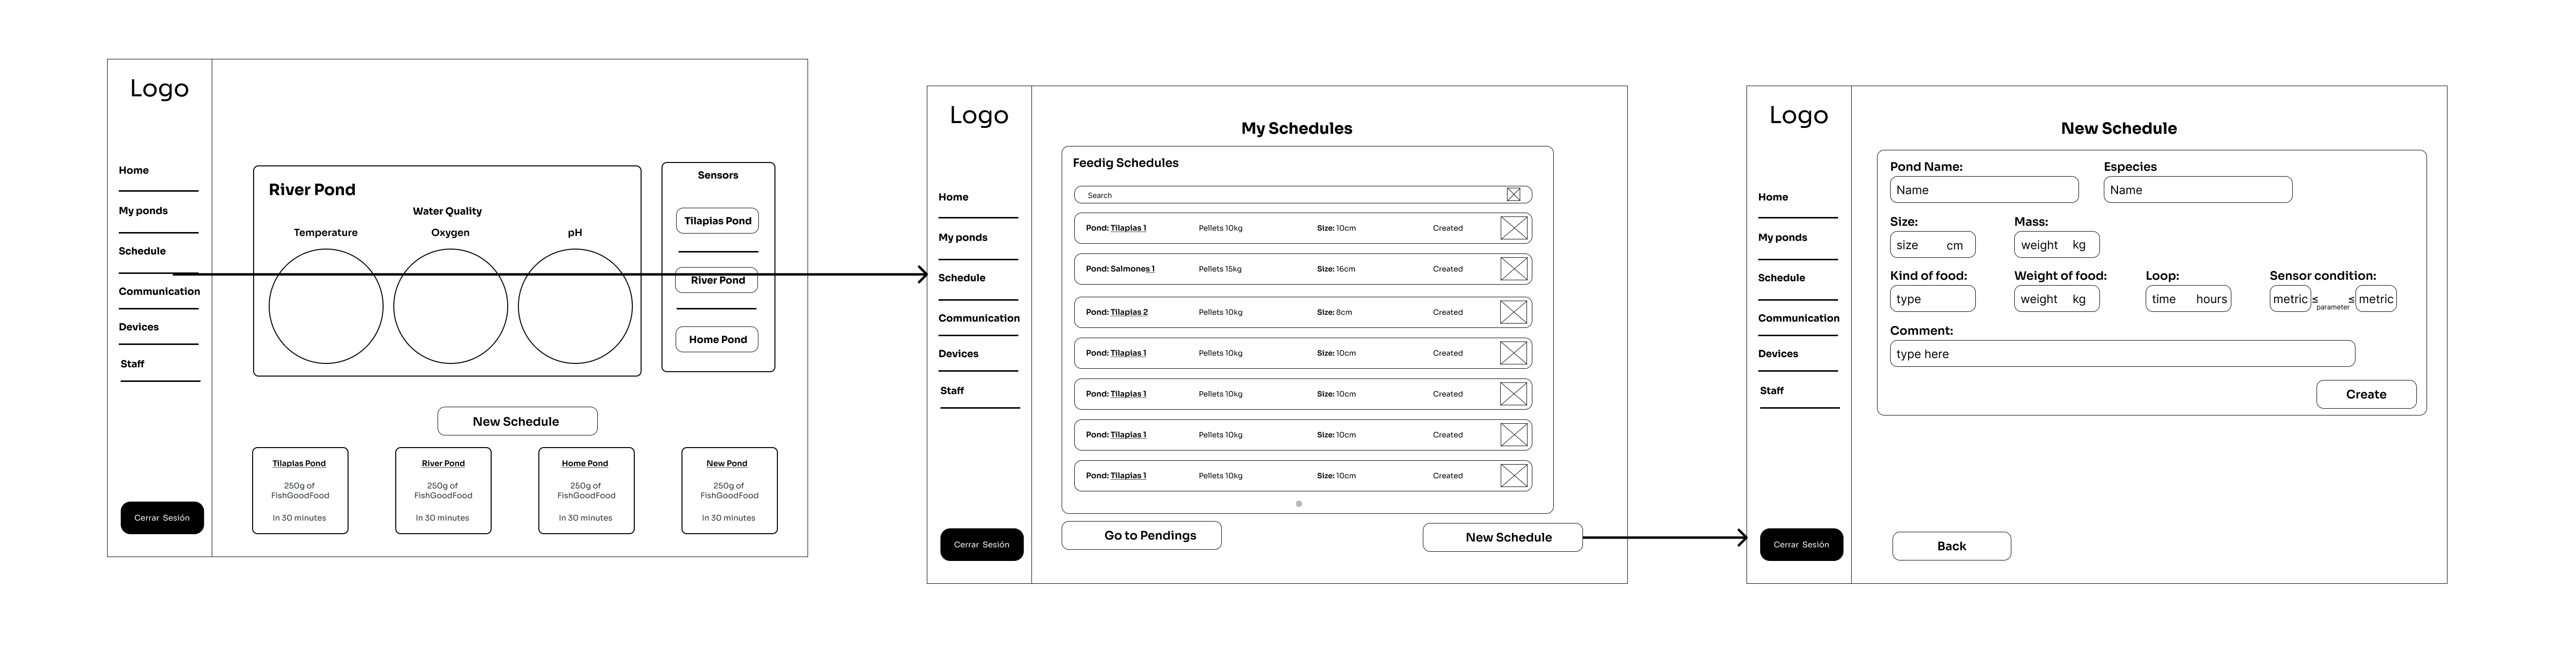 Logo
Home
My ponds
Schedule
Communication
Devices
Staff
Cerrar Sesión
River Pond
Water Quality
Temperature
Oxygen
pH
Sensors
Tilapias Pond
River Pond
Home Pond
New Schedule
Tilapias Pond
250g of
FishGoodFood
In 30 minutes
River Pond
250g of
FishGoodFood
In 30 minutes
Home Pond
250g of
FishGoodFood
In 30 minutes
New Pond
250g of
FishGoodFood
In 30 minutes
Logo
Home
My ponds
Schedule
Communication
Devices
Staff
Cerrar Sesión
My Schedules
Feedig Schedules
Search
Pond: Tilapias 1 Pellets 10kg Size: 10cm Created
Pond: Salmones 1 Pellets 15kg Size: 16cm Created
Pond: Tilapias 2 Pellets 10kg Size: 8cm Created
Pond: Tilapias 1 Pellets 10kg Size: 10cm Created
Pond: Tilapias 1 Pellets 10kg Size: 10cm Created
Pond: Tilapias 1 Pellets 10kg Size: 10cm Created
Pond: Tilapias 1 Pellets 10kg Size: 10cm Created
Go to Pendings
New Schedule
Logo
Home
My ponds
Schedule
Communication
Devices
Staff
Cerrar Sesión
New Schedule
Pond Name: Especies
Name Name
Size: Mass:
size cm weight kg
Kind of food: Weight of food: Loop: Sensor condition:
type weight kg time hours metric ≤ parameter ≤ metric
Comment:
type here
Create
Back